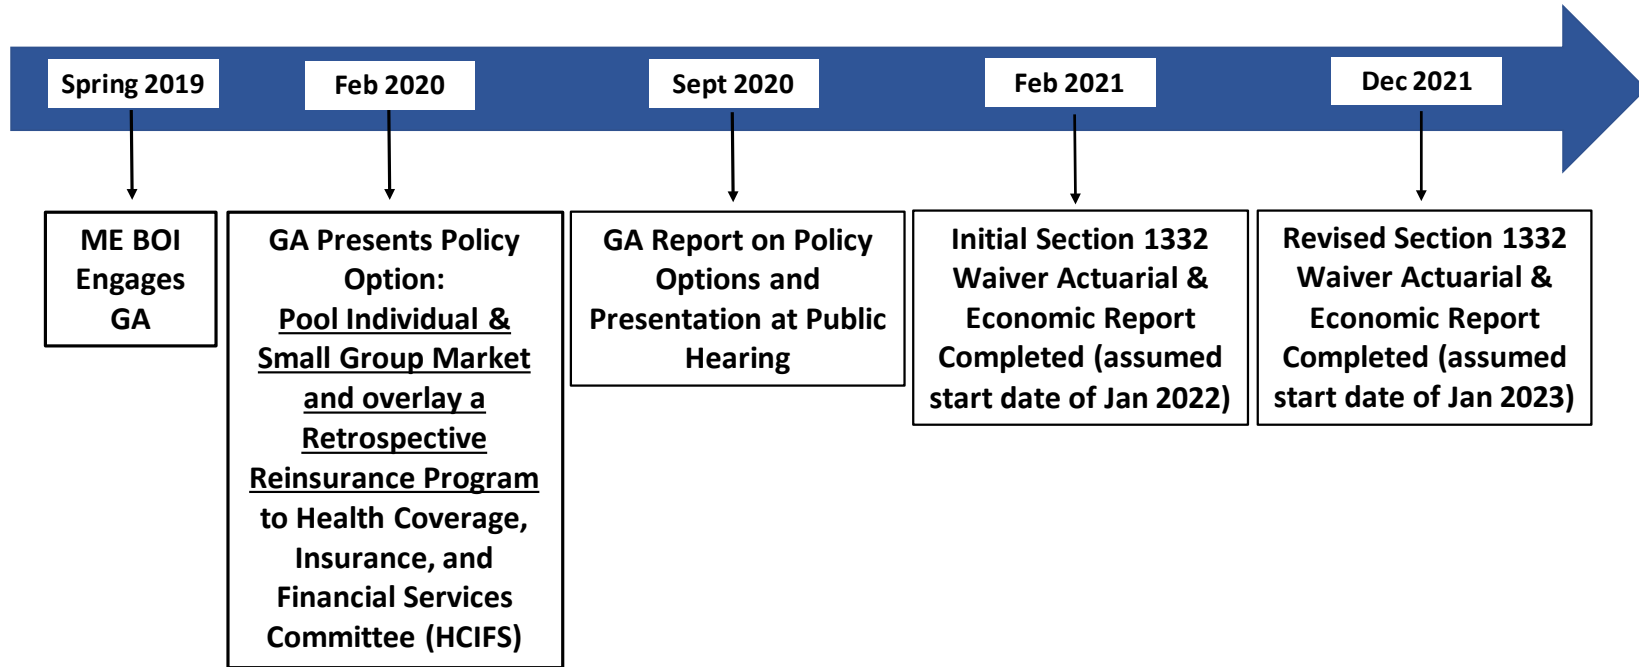 Spring 2019
Feb 2020
Sept 2020
Feb 2021
Dec 2021
ME BOI
Engages
GA
GA Presents Policy
Option:
Pool Individual &
Small Group Market
and overlay a
Retrospective
Reinsurance Program
to Health Coverage,
Insurance, and
Financial Services
Committee (HCIFS)
GA Report on Policy
Options and
Presentation at Public
Hearing
Initial Section 1332
Waiver Actuarial &
Economic Report
Completed (assumed
start date of Jan 2022)
Revised Section 1332
Waiver Actuarial &
Economic Report
Completed (assumed
start date of Jan 2023)